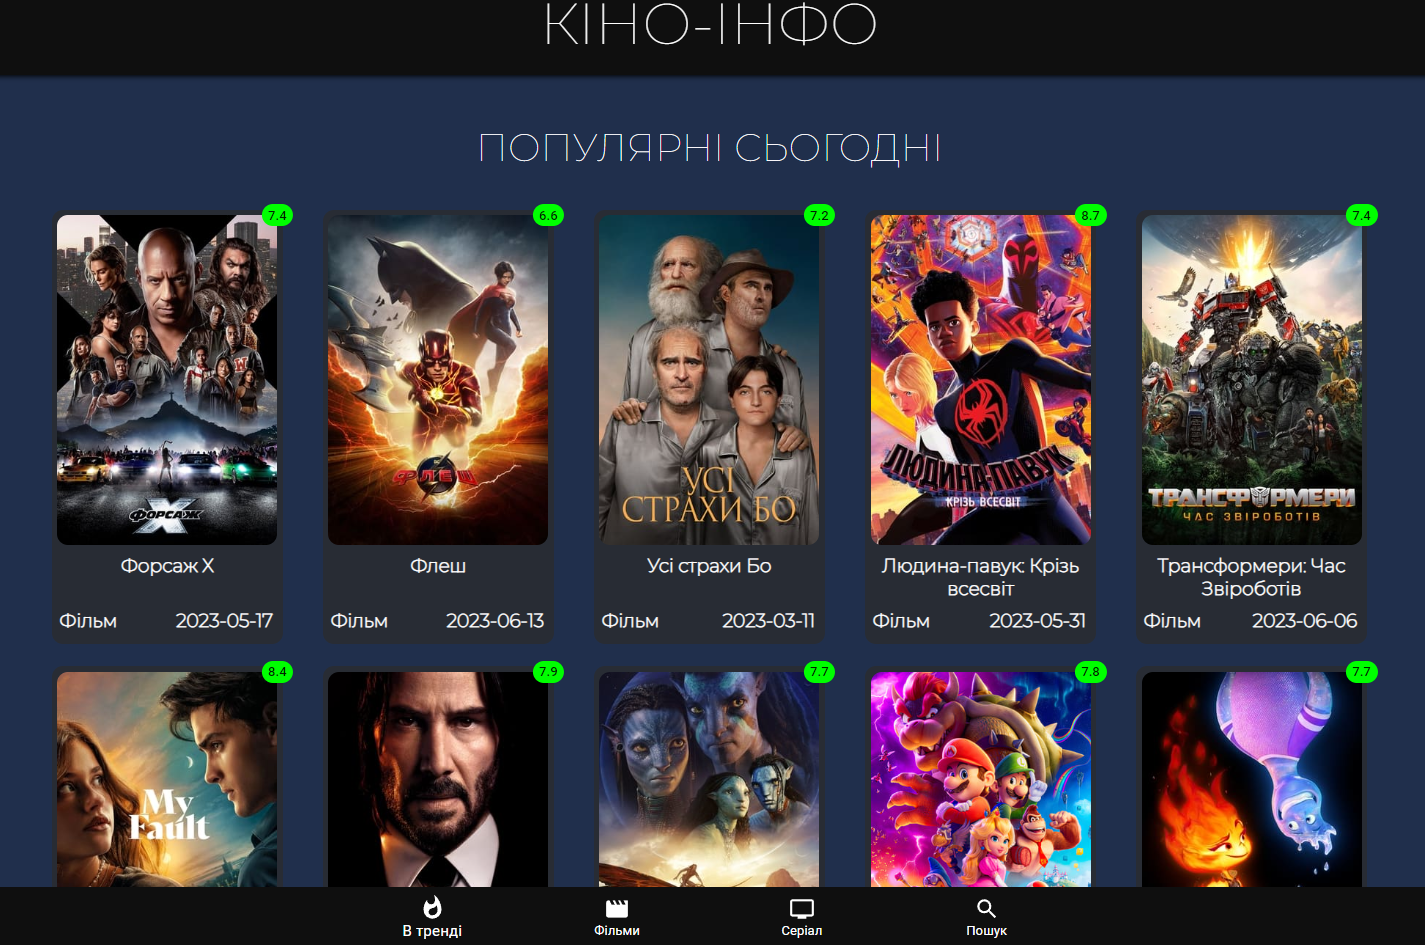 КІНО-ІНФО
ПОПУЛЯРНІ СЬОГОДНІ
7.4
6.6
7.2
8.7
7.4
X
ФОРСАЖ
ФЛЕШ
УСІ
СТРАХИ БО
ЛЮДИНА-ПАВУК
КРІЗЬ ВСЕСВІТ
ТРАНСФОРМЕРИ
ЧАС ЗВІРОБОТІВ
Форсаж X
Флеш
Усі страхи Бо
Людина-павук: Крізь
всесвіт
Трансформери: Час
Звіроботів
Фільм 2023-05-17
Фільм 2023-06-13
Фільм 2023-03-11
Фільм 2023-05-31
Фільм 2023-06-06
8.4
7.9
7.7
7.8
7.7
My
Fault
В тренді
Фільми
Серіал
Пошук